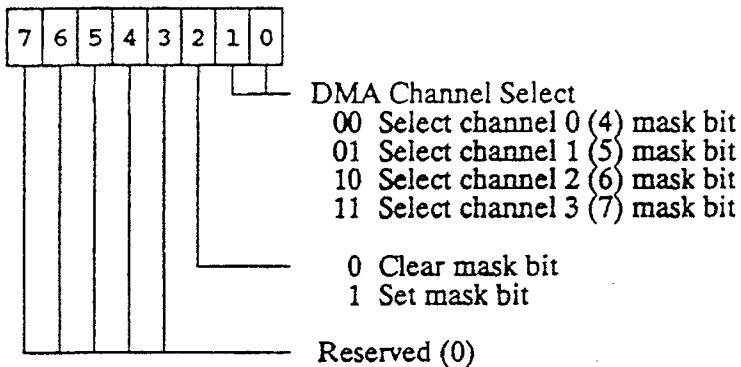 7 6 5 4 3 2 1 0
DMA Channel Select
00 Select channel 0 (4) mask bit
01 Select channel 1 (5) mask bit
10 Select channel 2 (6) mask bit
11 Select channel 3 (7) mask bit
0 Clear mask bit
1 Set mask bit
Reserved (0)